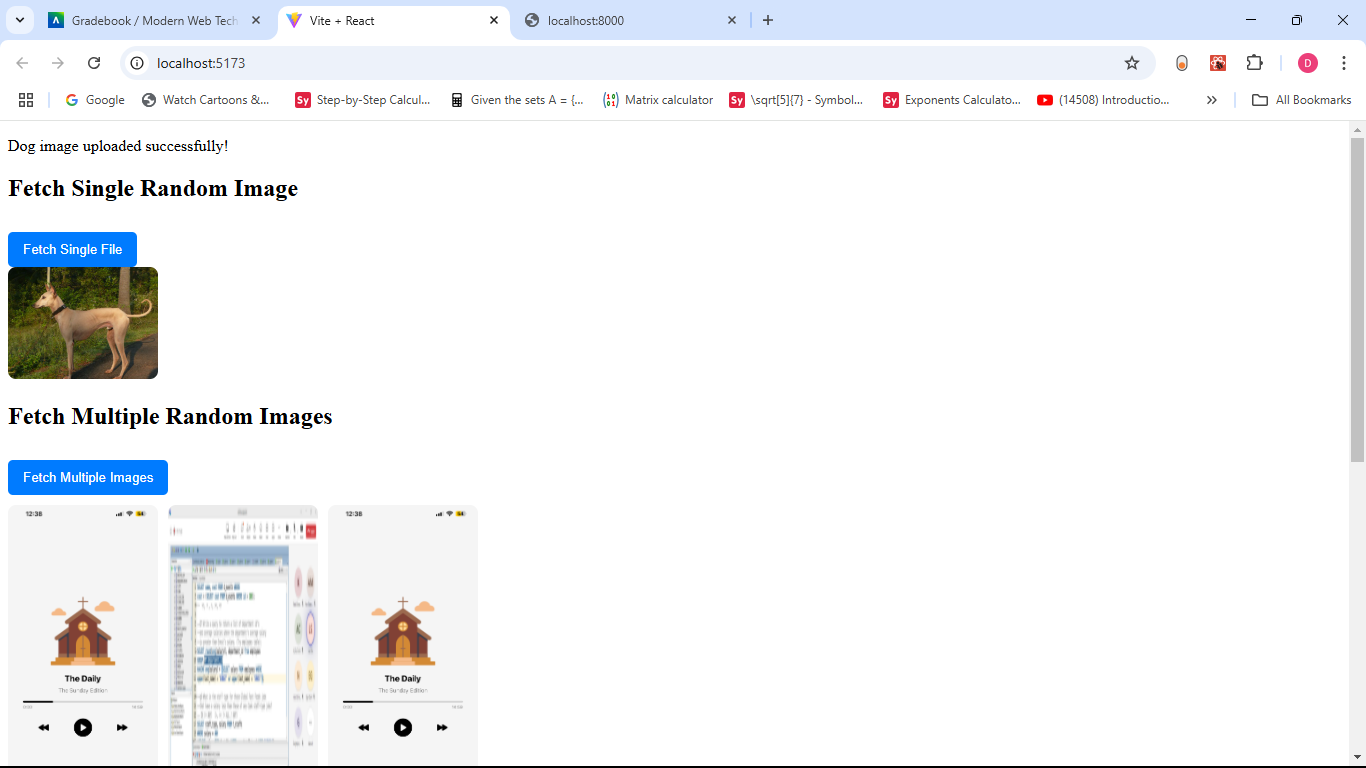 Gradebook / Modern Web Tech
Vite + React
localhost:8000
localhost:5173
D
Google
Watch Cartoons &...
Sy Step-by-Step Calcul...
Given the sets A = {...
Matrix calculator
Sy \sqrt[5]{7} - Symbol...
Sy Exponents Calculato...
(14508) Introductio...
All Bookmarks
Dog image uploaded successfully!
Fetch Single Random Image
Fetch Single File
Fetch Multiple Random Images
Fetch Multiple Images
12:38
12:38
The Daily
The Sunday Edition
The Daily
The Sunday Edition